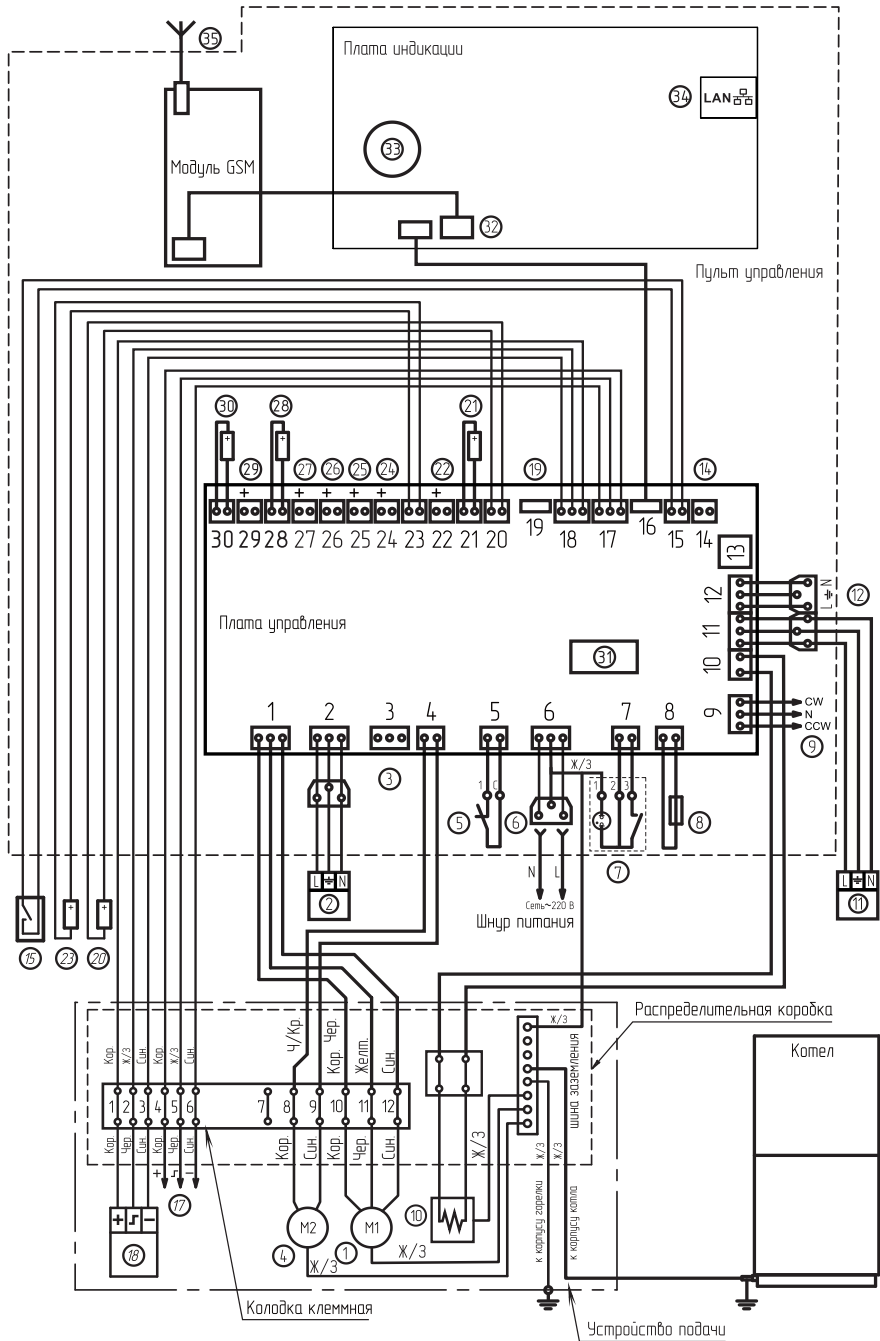 35
Плата индикации
34
LAN
33
Модуль GSM
32
Пульт управления
30
28
21
29
27
26
25
24
22
19
14
+
+
+
+
+
+
+
+
30 29 28 27 26 25 24 23 22 21 20 19 18 17 16 15 14
13
12
L ⏚ N
12
Плата управления
11
31
10
1 2 3 4 5 6 7 8
9
CW
N
CCW
9
3
Ж/З
1 C
1 2 3
5
6
8
7
L ⏚ N
2
N L
Сеть~220 В
Шнур питания
L ⏚ N
11
15
23
20
Распределительная коробка
Ж/З
Котел
Кор. Ж/З Син. Кор. Ж/З Син.
Ч/Кр. Кор. Чер. Желт. Син.
шина заземления
1 2 3 4 5 6 7 8 9 10 11 12
Кор. Чер. Син. Кор. Чер. Син.
Кор. Син. Кор. Чер. Син.
Ж/З
Ж/З Ж/З
+ −
17
+ −
18
М2
М1
10
4
1
Ж/З
Ж/З
к корпусу горелки
к корпусу котла
Колодка клеммная
Устройство подачи